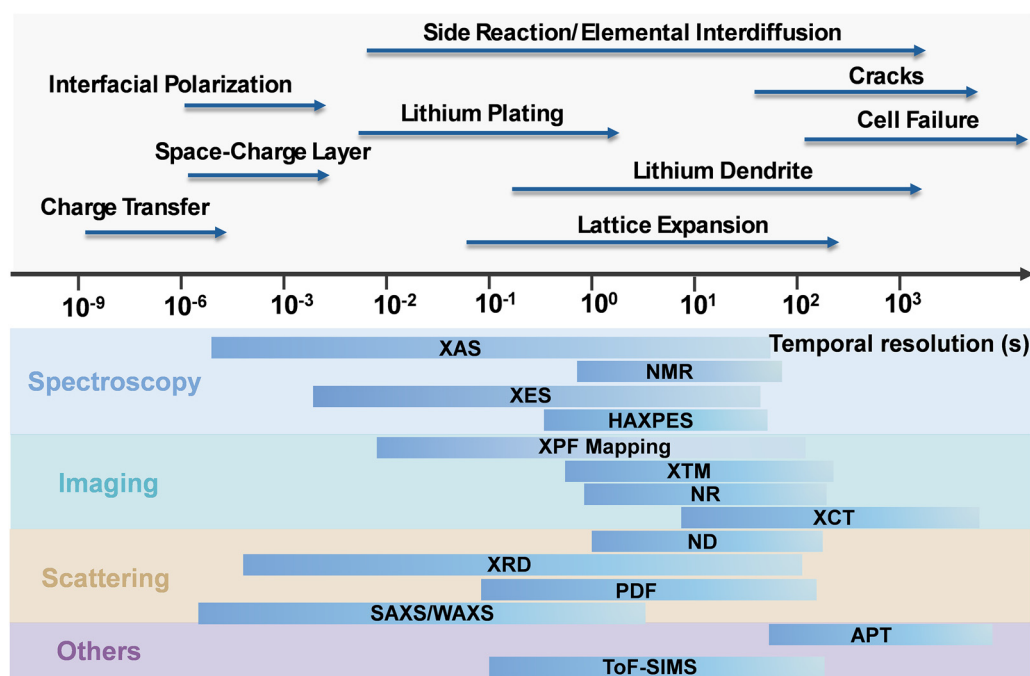 Side Reaction/ Elemental Interdiffusion
Cracks
Interfacial Polarization
Lithium Plating
Cell Failure
Space-Charge Layer
Lithium Dendrite
Charge Transfer
Lattice Expansion
10⁻⁹ 10⁻⁶ 10⁻³ 10⁻² 10⁻¹ 10⁰ 10¹ 10² 10³
Temporal resolution (s)
Spectroscopy
XAS
NMR
XES
HAXPES
Imaging
XPF Mapping
XTM
NR
XCT
Scattering
ND
XRD
PDF
SAXS/WAXS
Others
APT
ToF-SIMS